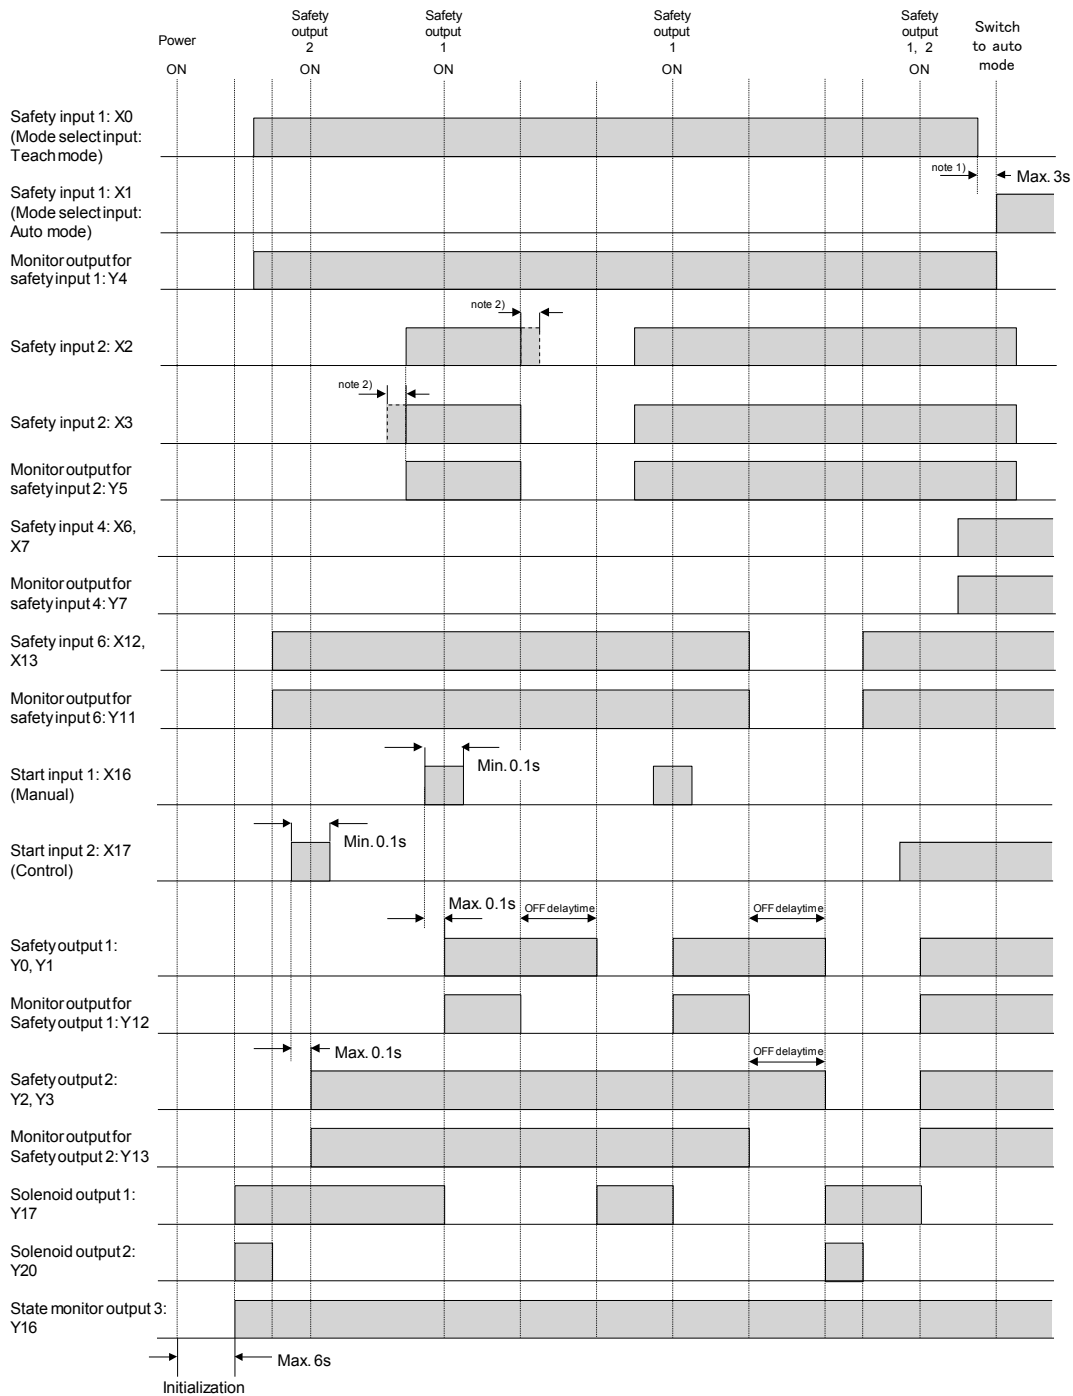 Power
ON
Safety
output
2
ON
Safety
output
1
ON
Safety
output
1
ON
Safety
output
1, 2
ON
Switch
to auto
mode
Safety input 1: X0
(Mode select input:
Teach mode)
note 1)
Max. 3s
Safety input 1: X1
(Mode select input:
Auto mode)
Monitor output for
safety input 1: Y4
note 2)
Safety input 2: X2
note 2)
Safety input 2: X3
Monitor output for
safety input 2: Y5
Safety input 4: X6,
X7
Monitor output for
safety input 4: Y7
Safety input 6: X12,
X13
Monitor output for
safety input 6: Y11
Start input 1: X16
(Manual)
Min. 0.1s
Start input 2: X17
(Control)
Min. 0.1s
Max. 0.1s
OFF delay time
OFF delay time
Safety output 1:
Y0, Y1
Monitor output for
Safety output 1: Y12
Max. 0.1s
OFF delay time
Safety output 2:
Y2, Y3
Monitor output for
Safety output 2: Y13
Solenoid output 1:
Y17
Solenoid output 2:
Y20
State monitor output 3:
Y16
Max. 6s
Initialization